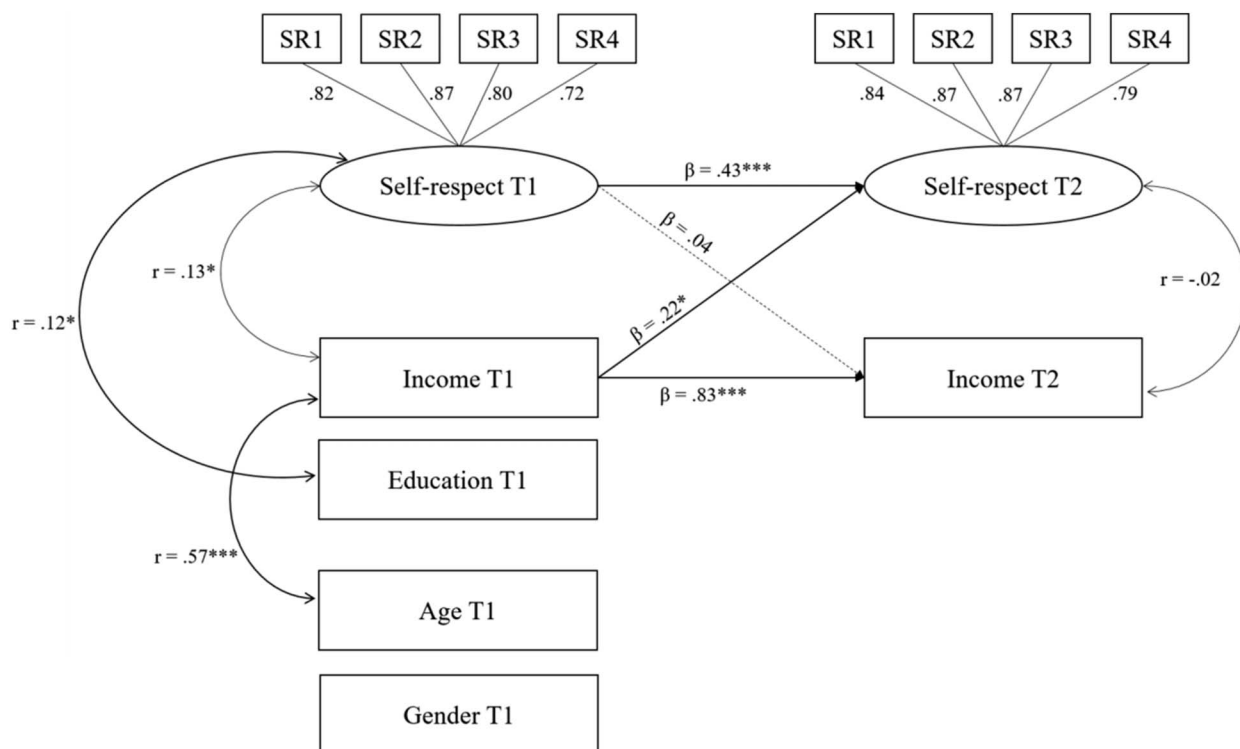 SR1
SR2
SR3
SR4
SR1
SR2
SR3
SR4
.82
.87
.80
.72
.84
.87
.87
.79
Self-respect T1
β = .43***
Self-respect T2
β = .04
r = .13*
r = -.02
r = .12*
β = .22*
Income T1
Income T2
β = .83***
Education T1
r = .57***
Age T1
Gender T1